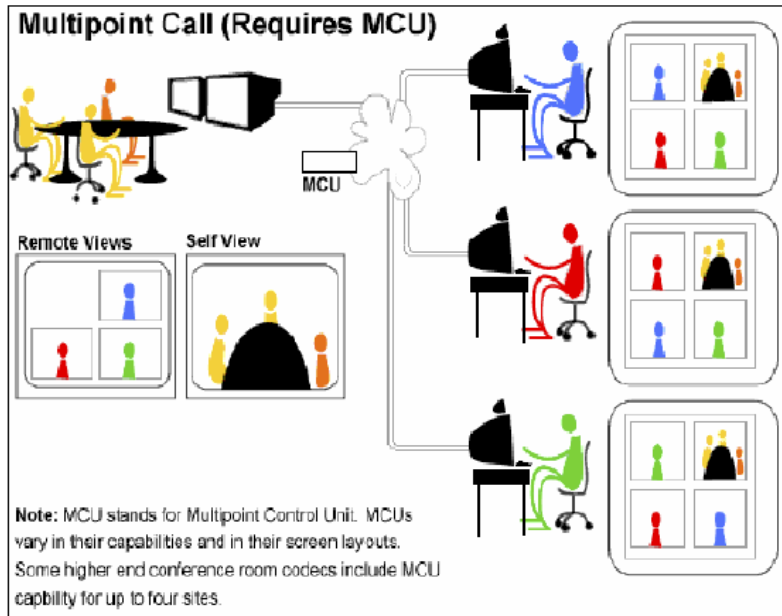 Multipoint Call (Requires MCU)
MCU
Remote Views
Self View
Note: MCU stands for Multipoint Control Unit. MCUs
vary in their capabilities and in their screen layouts.
Some higher end conference room codecs include MCU
capbility for up to four sites.